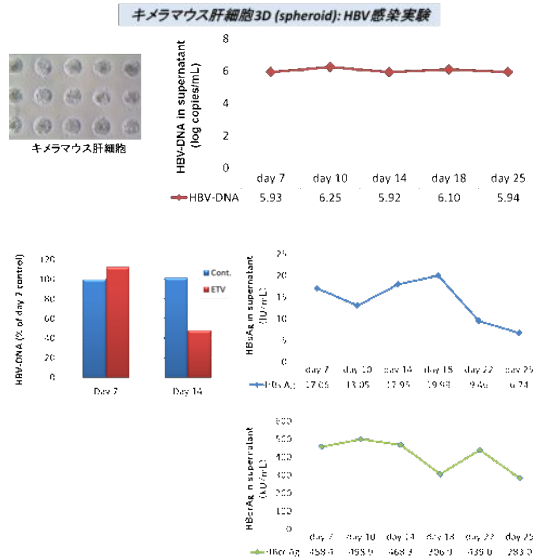 キメラマウス肝細胞3D (spheroid): HBV感染実験
キメラマウス肝細胞
HBV-DNA in supernatant
(log copies/mL)
8
6
4
2
0
day 7 day 10 day 14 day 18 day 25
HBV-DNA 5.93 6.25 5.92 6.10 5.94
HBV-DNA (% of day 7 control)
120
100
80
60
40
20
0
Cont.
ETV
Day 7 Day 14
HBsAg in supernatant
(IU/mL)
25
20
15
10
5
0
day 7 day 10 day 14 day 18 day 22 day 25
HBsAg 17.06 13.05 17.95 19.98 9.46 6.74
HBcrAg in supernatant
(kU/mL)
600
500
400
300
200
100
0
day 7 day 10 day 14 day 18 day 22 day 25
HBcrAg 458.4 498.9 468.3 306.9 439.0 283.0